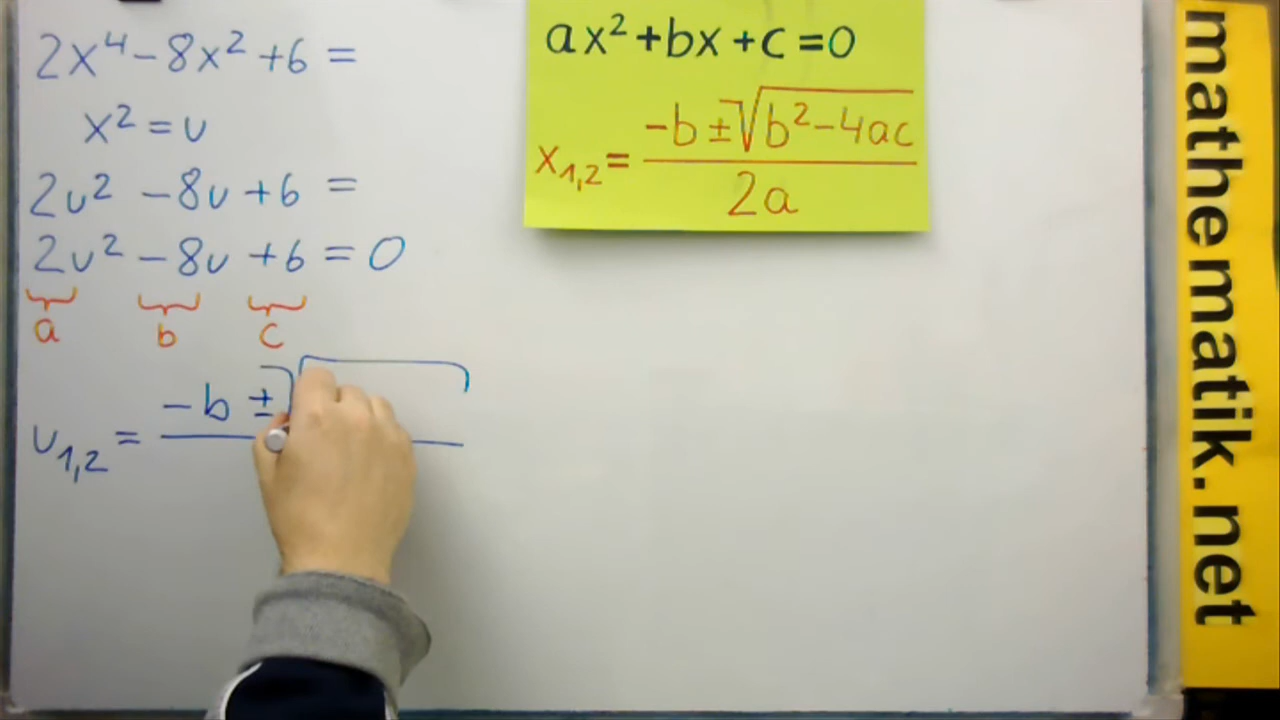 2x⁴-8x²+6=
x²=u
2u²-8u+6=
2u²-8u+6=0
a b c
u₁,₂= -b ±√
ax²+bx+c=0
x₁,₂= -b±√b²-4ac
2a
mathematik.net